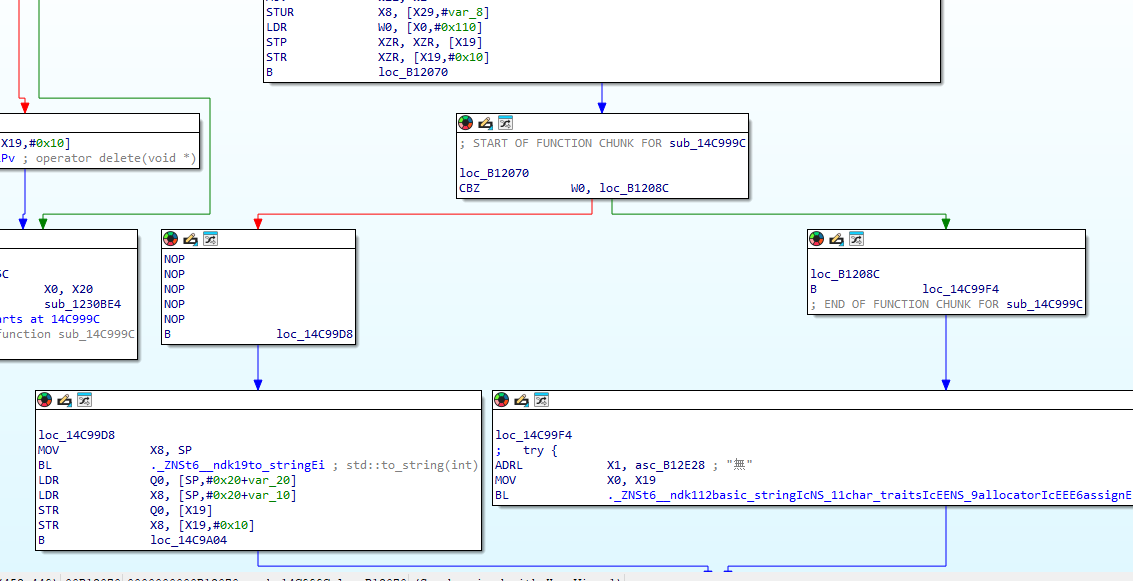 STUR X8, [X29,#var_8]
LDR W0, [X0,#0x110]
STP XZR, XZR, [X19]
STR XZR, [X19,#0x10]
B loc_B12070
X19,#0x10]
Pv ; operator delete(void *)
; START OF FUNCTION CHUNK FOR sub_14C999C
loc_B12070
CBZ W0, loc_B1208C
X0, X20
sub_1230BE4
arts at 14C999C
function sub_14C999C
NOP
NOP
NOP
NOP
NOP
B loc_14C99D8
loc_B1208C
B loc_14C99F4
; END OF FUNCTION CHUNK FOR sub_14C999C
loc_14C99D8
MOV X8, SP
BL ._ZNSt6__ndk19to_stringEi ; std::to_string(int)
LDR Q0, [SP,#0x20+var_20]
LDR X8, [SP,#0x20+var_10]
STR Q0, [X19]
STR X8, [X19,#0x10]
B loc_14C9A04
loc_14C99F4
; try {
ADRL X1, asc_B12E28 ; "無"
MOV X0, X19
BL ._ZNSt6__ndk112basic_stringIcNS_11char_traitsIcEENS_9allocatorIcEEE6assignE